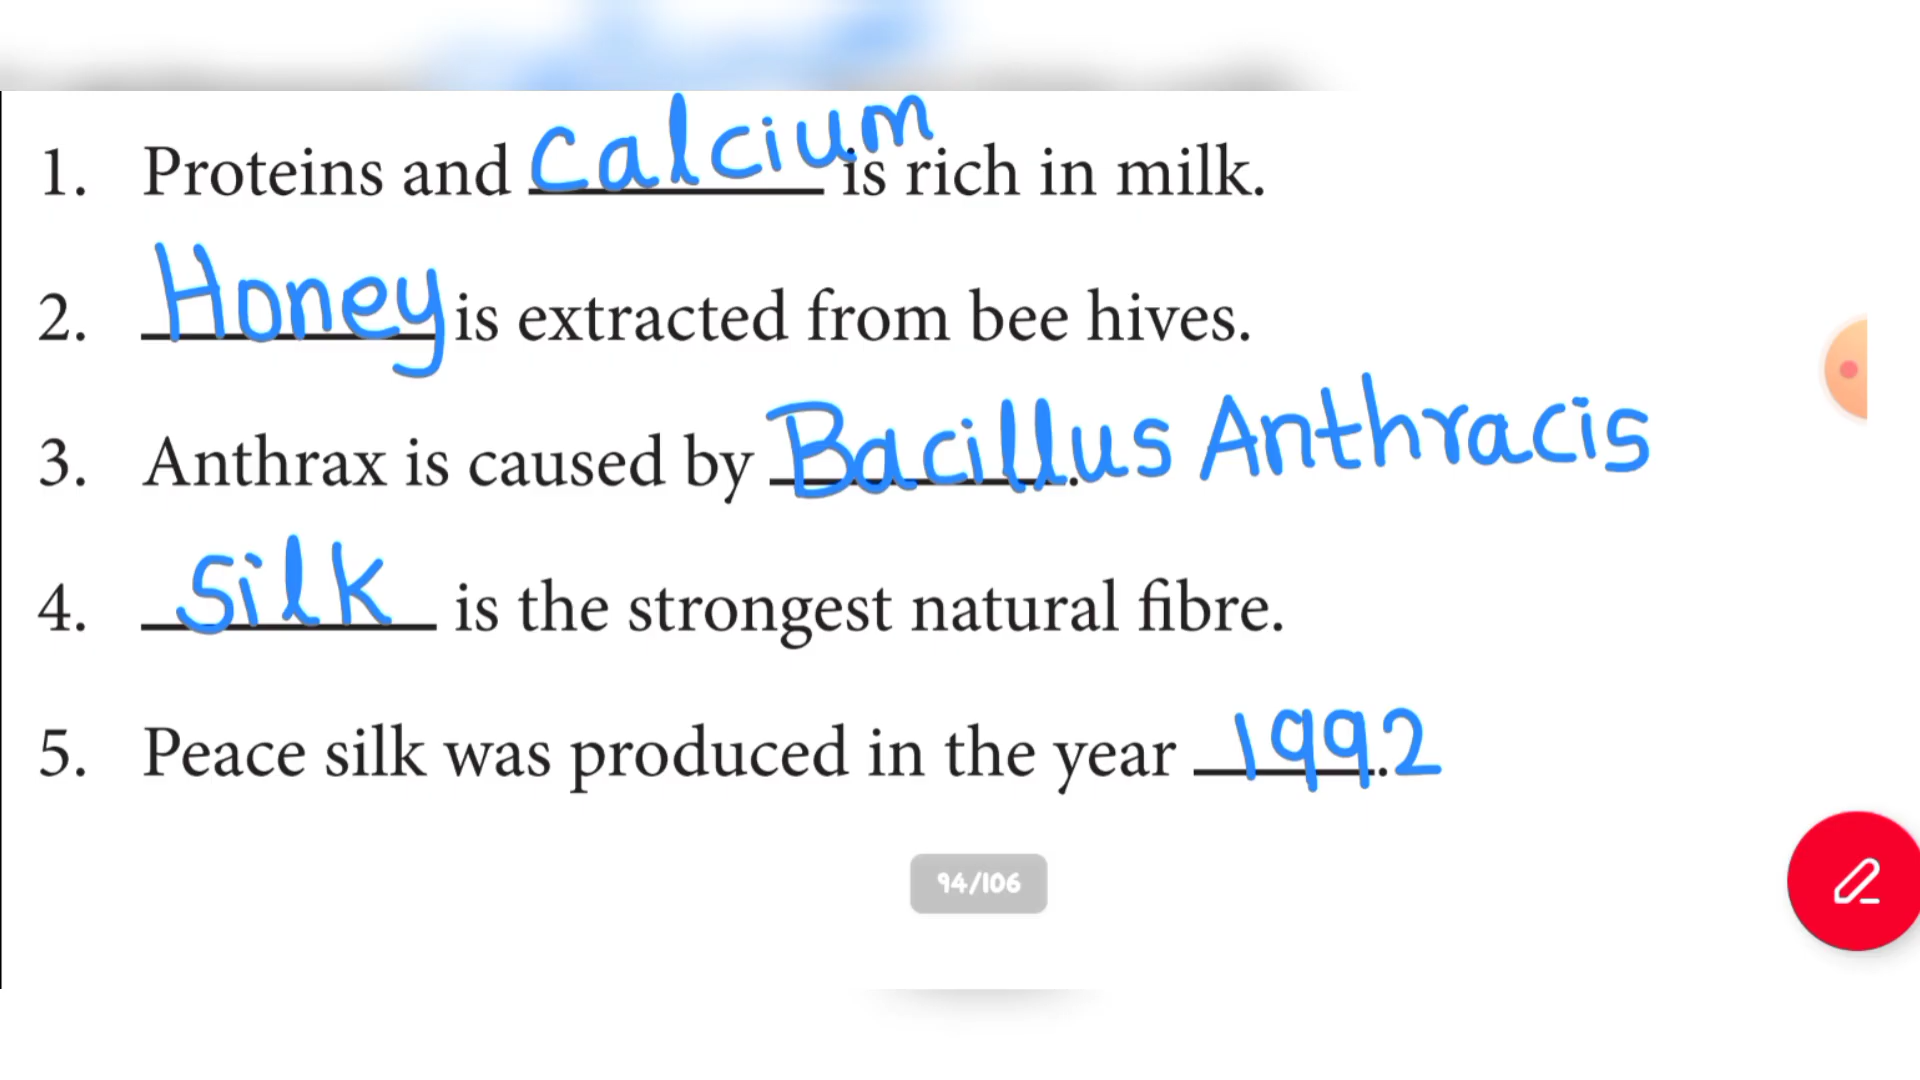 1. Proteins and Calcium is rich in milk.
2. Honey is extracted from bee hives.
3. Anthrax is caused by Bacillus Anthracis.
4. Silk is the strongest natural fibre.
5. Peace silk was produced in the year 1992.
94/106